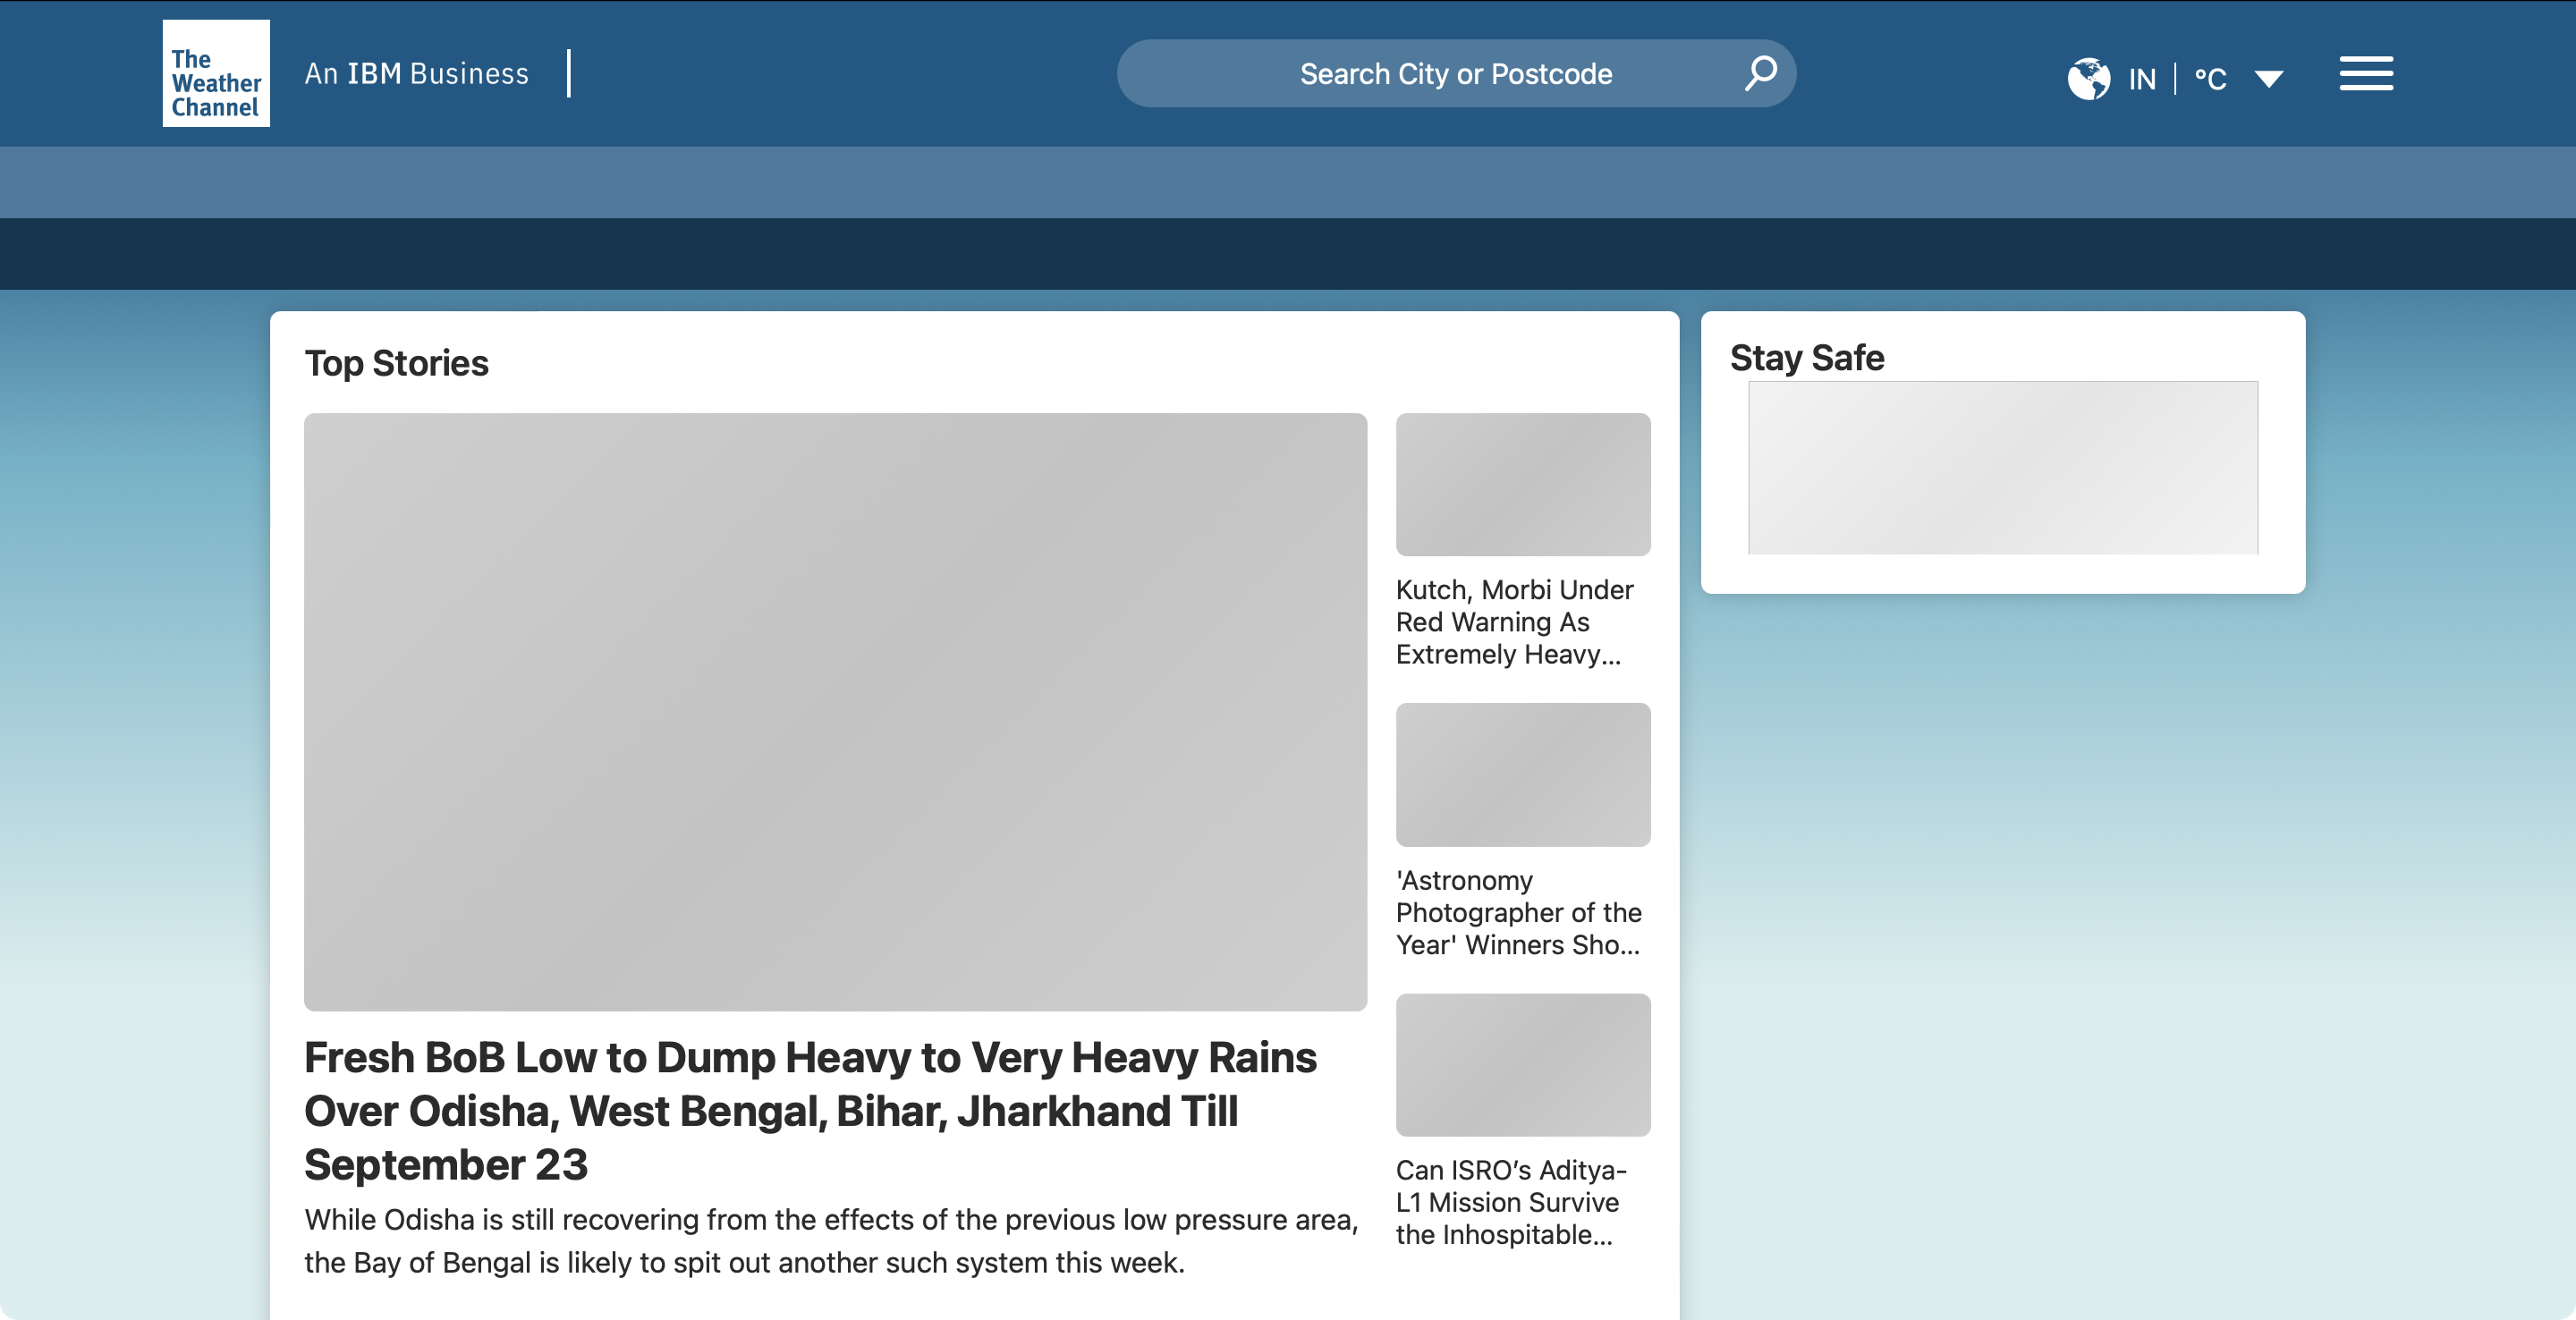 The
Weather
Channel
An IBM Business
Search City or Postcode
IN
°C
Top Stories
Fresh BoB Low to Dump Heavy to Very Heavy Rains
Over Odisha, West Bengal, Bihar, Jharkhand Till
September 23
While Odisha is still recovering from the effects of the previous low pressure area,
the Bay of Bengal is likely to spit out another such system this week.
Kutch, Morbi Under
Red Warning As
Extremely Heavy...
'Astronomy
Photographer of the
Year' Winners Sho...
Can ISRO’s Aditya-
L1 Mission Survive
the Inhospitable...
Stay Safe